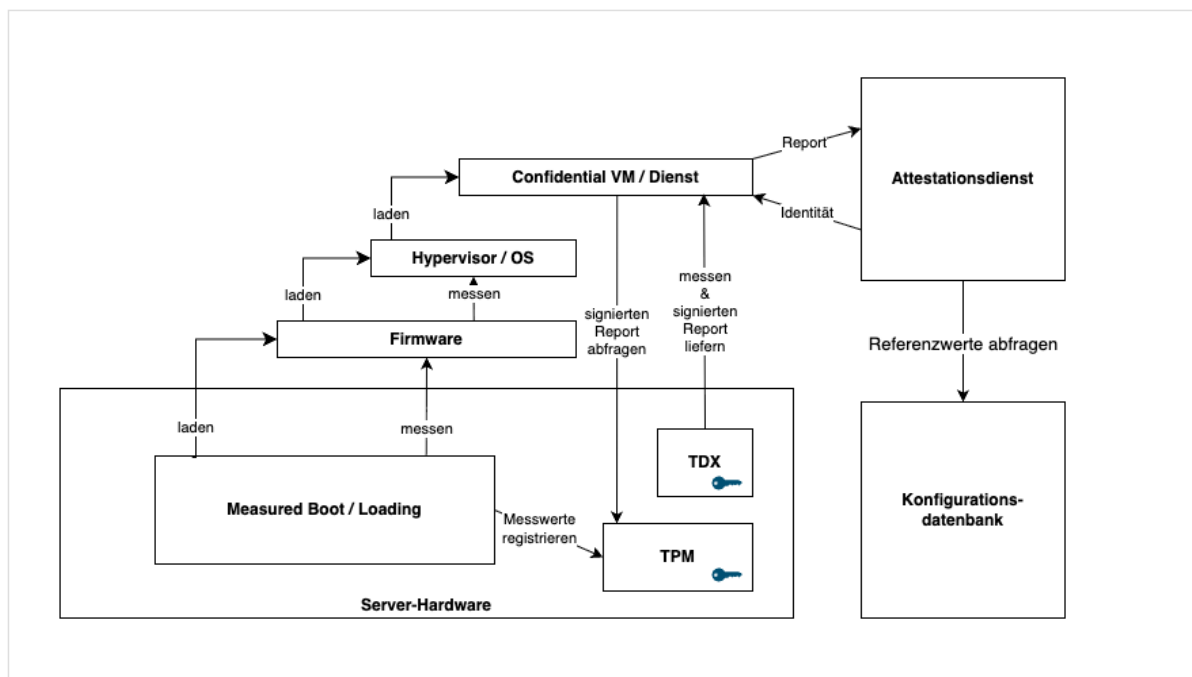 Report
Attestationsdienst
Confidential VM / Dienst
Identität
laden
Hypervisor / OS
messen
&
signierten
Report
liefern
laden
messen
signierten
Report
abfragen
Firmware
Referenzwerte abfragen
laden
messen
TDX
Measured Boot / Loading
Messwerte
registrieren
TPM
Konfigurations-
datenbank
Server-Hardware